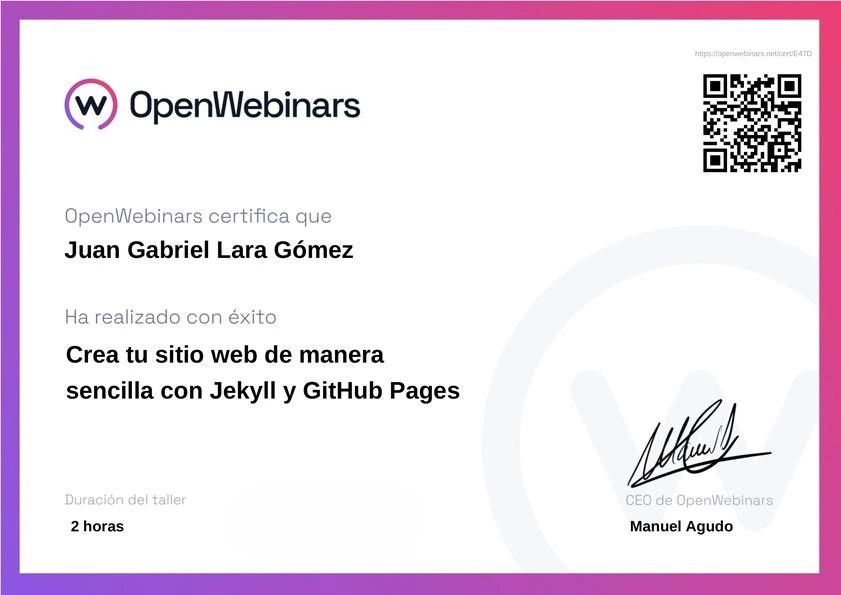 https://openwebinars.net/cert/E47D
OpenWebinars
OpenWebinars certifica que
Juan Gabriel Lara Gómez
Ha realizado con éxito
Crea tu sitio web de manera
sencilla con Jekyll y GitHub Pages
Duración del taller
2 horas
CEO de OpenWebinars
Manuel Agudo